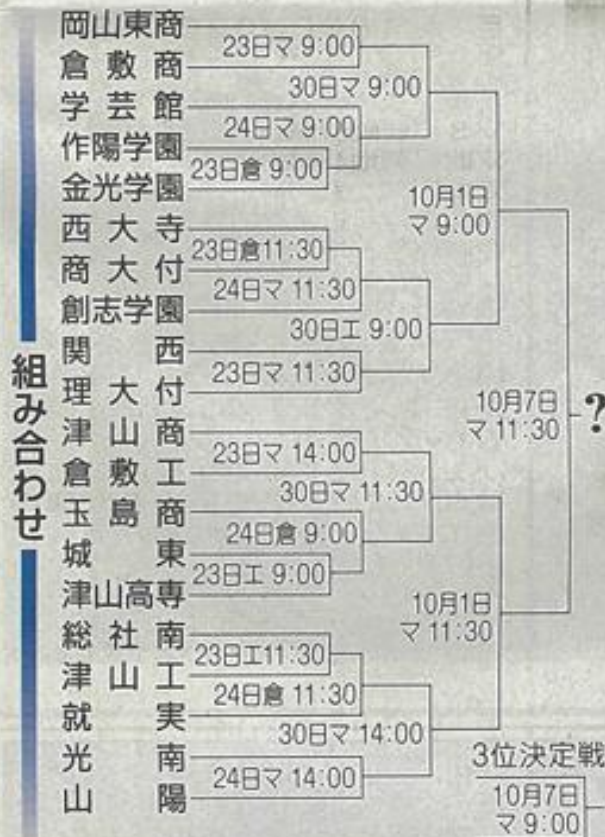 岡山東商
23日マ 9:00
倉敷商
30日マ 9:00
学芸館
24日マ 9:00
作陽学園
23日倉 9:00
金光学園
10月1日
マ 9:00
西大寺
23日倉11:30
商大付
24日マ 11:30
創志学園
30日工 9:00
関西
23日マ 11:30
理大付
組み合わせ
10月7日
マ 11:30
?
津山商
23日マ 14:00
倉敷工
30日マ 11:30
玉島商
24日倉 9:00
城東
23日工 9:00
津山高専
10月1日
マ 11:30
総社南
23日工11:30
津山工
24日倉 11:30
就実
30日マ 14:00
光南
24日マ 14:00
山陽
3位決定戦
10月7日
マ 9:00